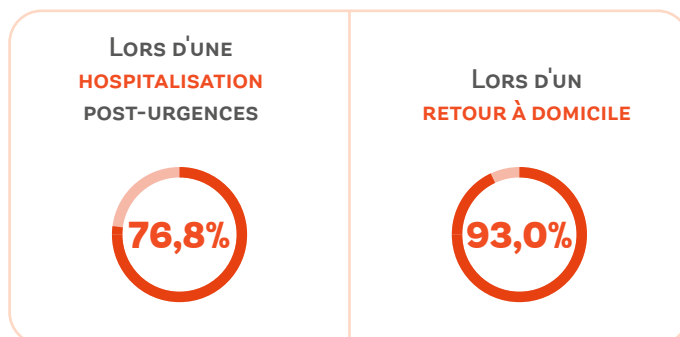 Lors d'une
hospitalisation
post-urgences
76,8%
Lors d'un
retour à domicile
93,0%